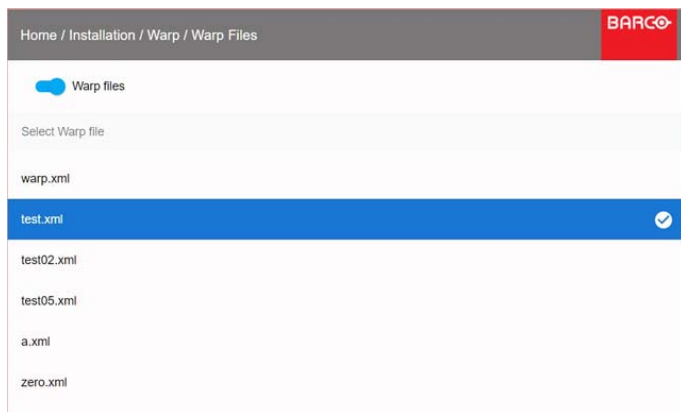 Home / Installation / Warp / Warp Files
BARCO
Warp files
Select Warp file
warp.xml
test.xml
test02.xml
test05.xml
a.xml
zero.xml